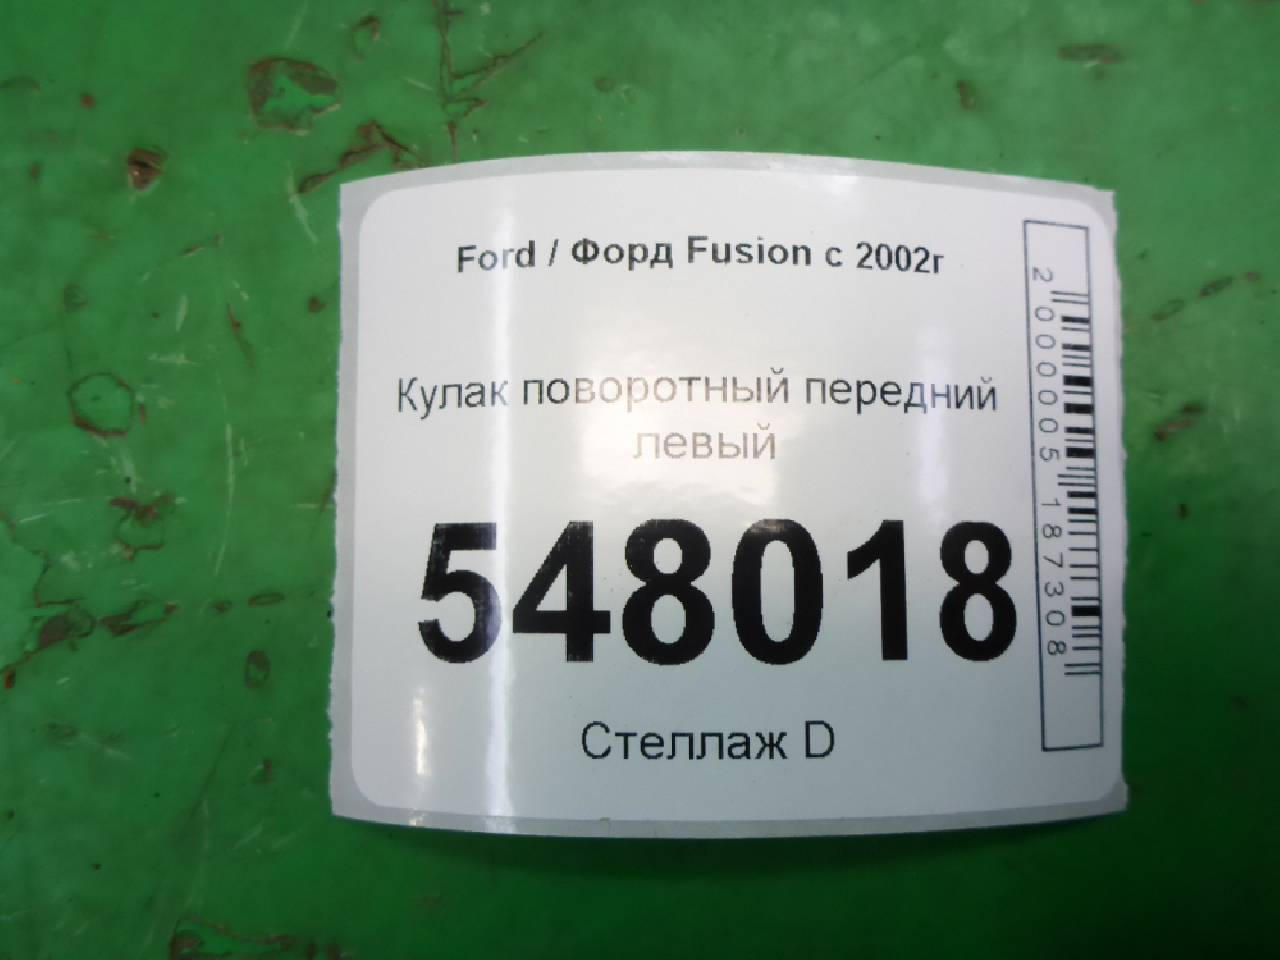 Ford / Форд Fusion с 2002г
Кулак поворотный передний
левый
548018
Стеллаж D
2000005187308